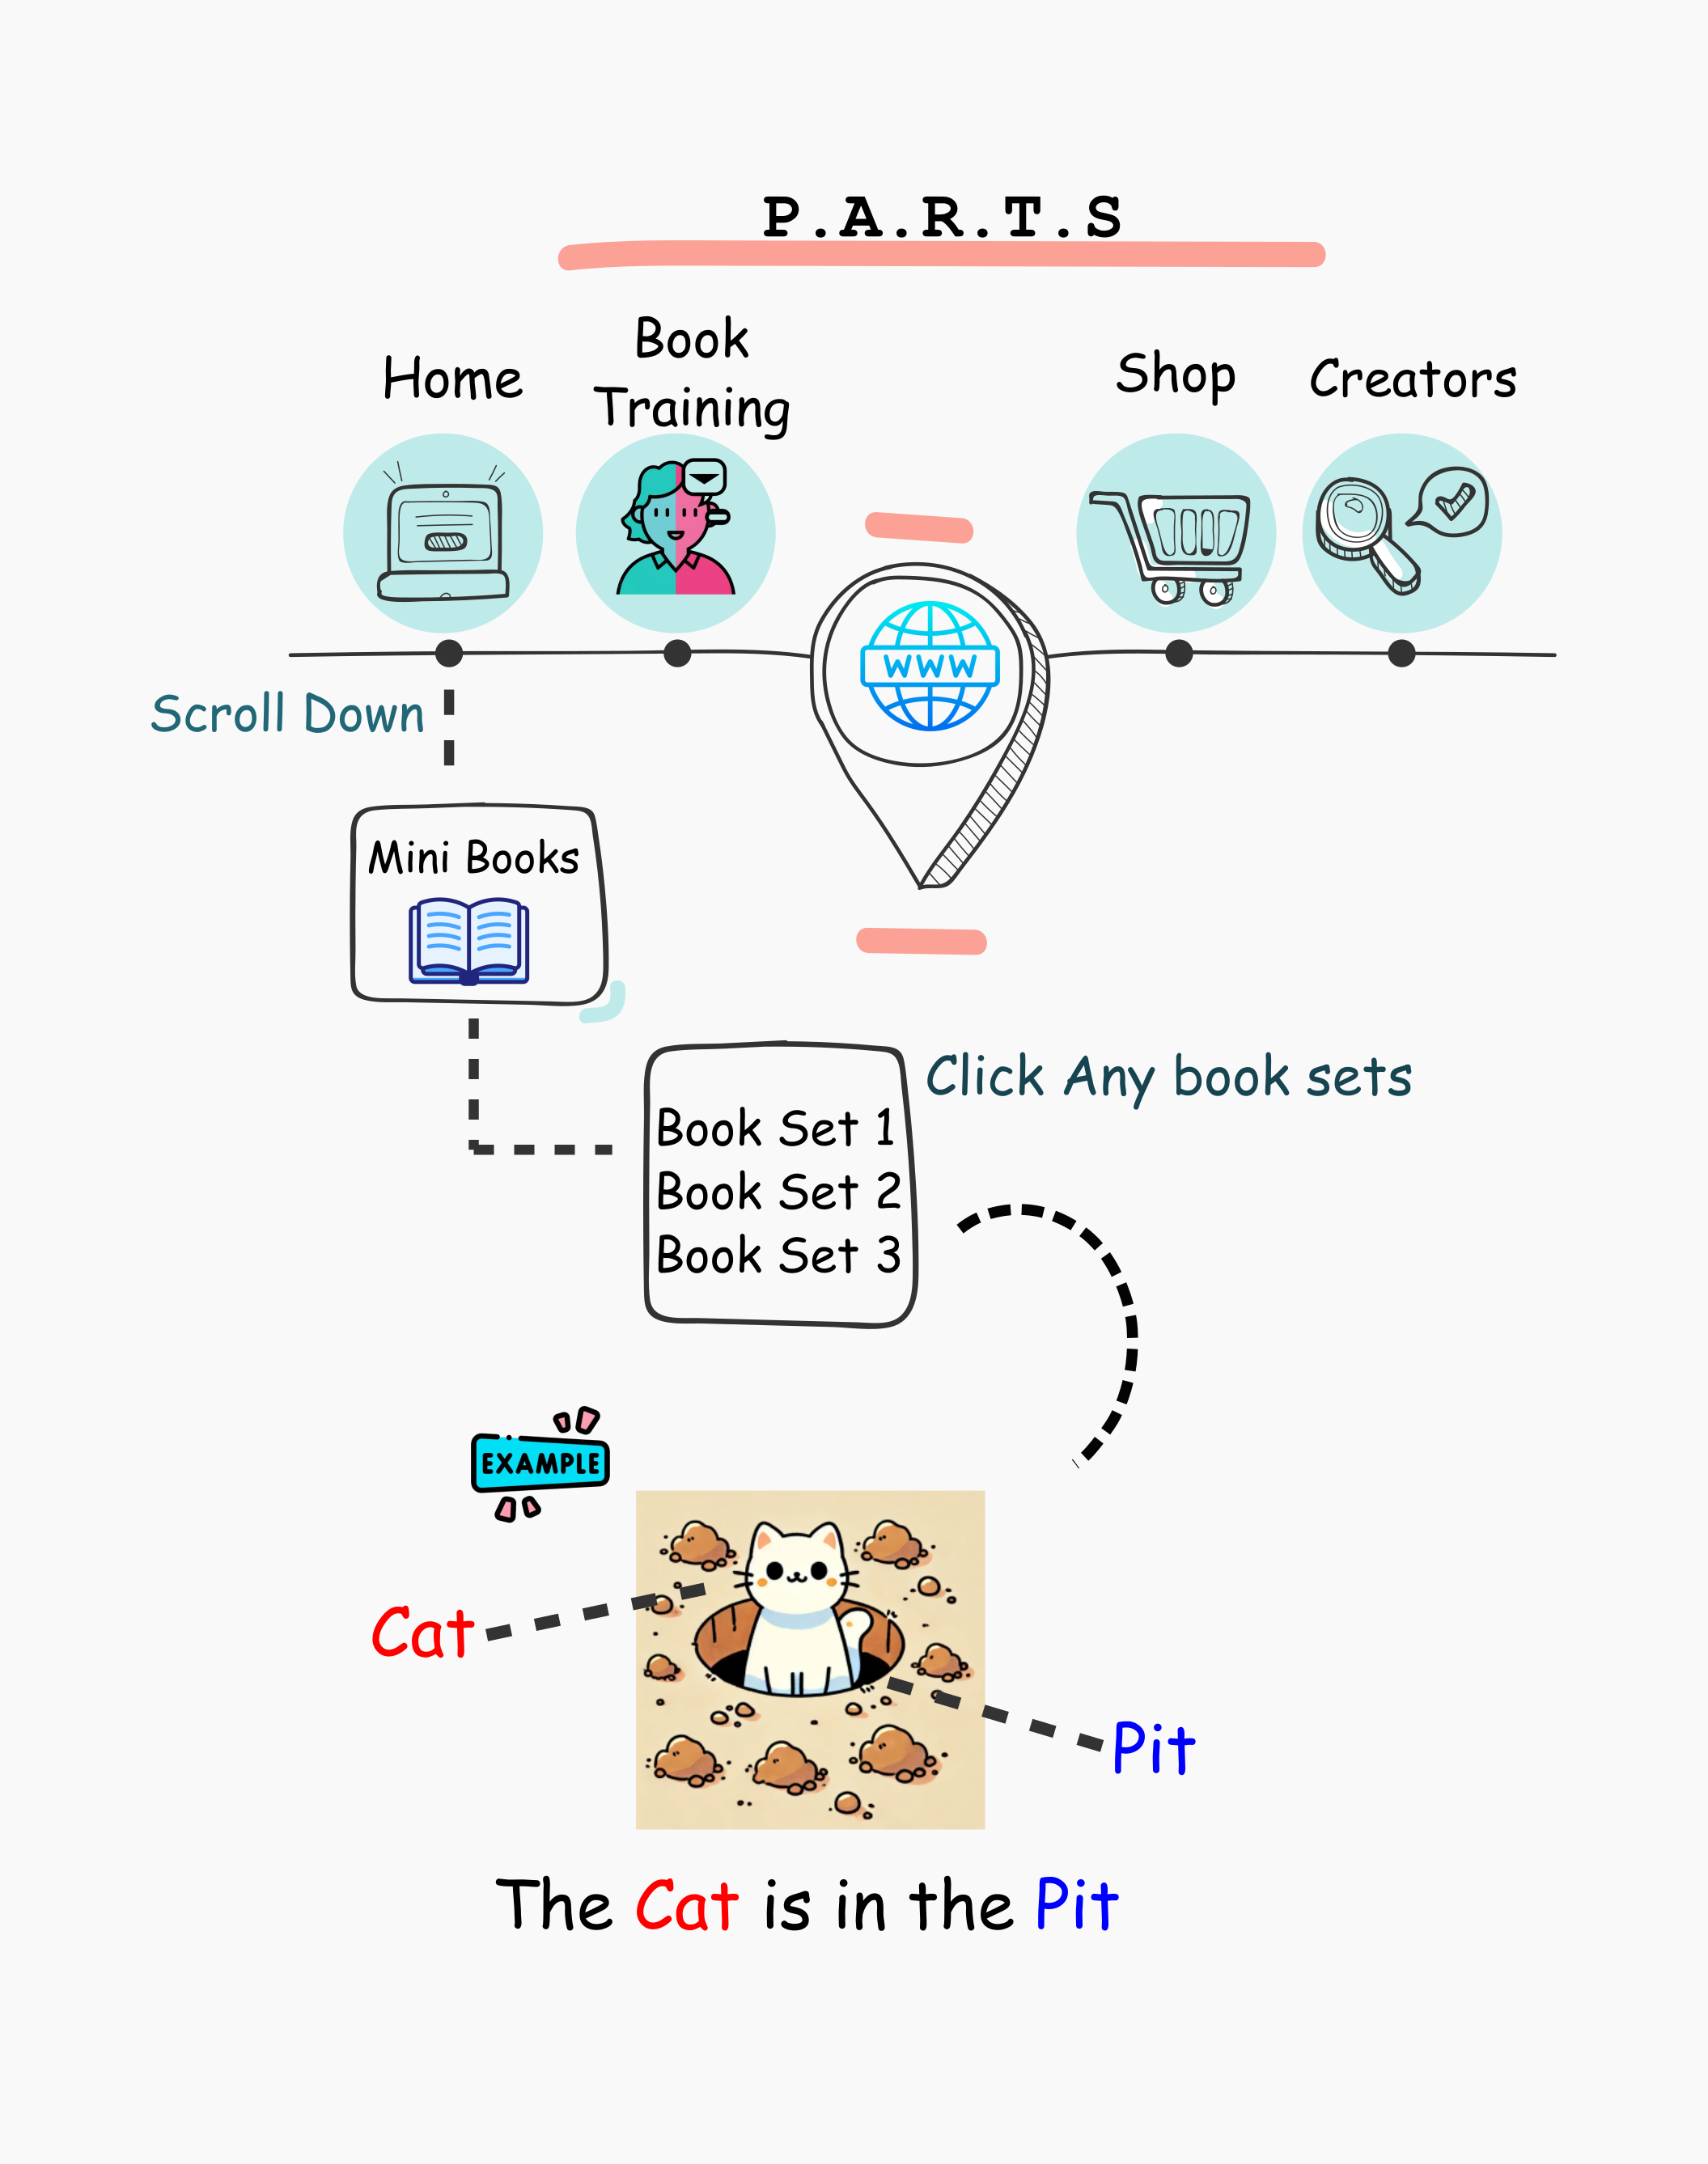 P.A.R.T.S
Home
Book
Training
Shop
Creators
WWW
Scroll Down
Mini Books
Click Any book sets
Book Set 1
Book Set 2
Book Set 3
EXAMPLE
Cat
Pit
The Cat is in the Pit